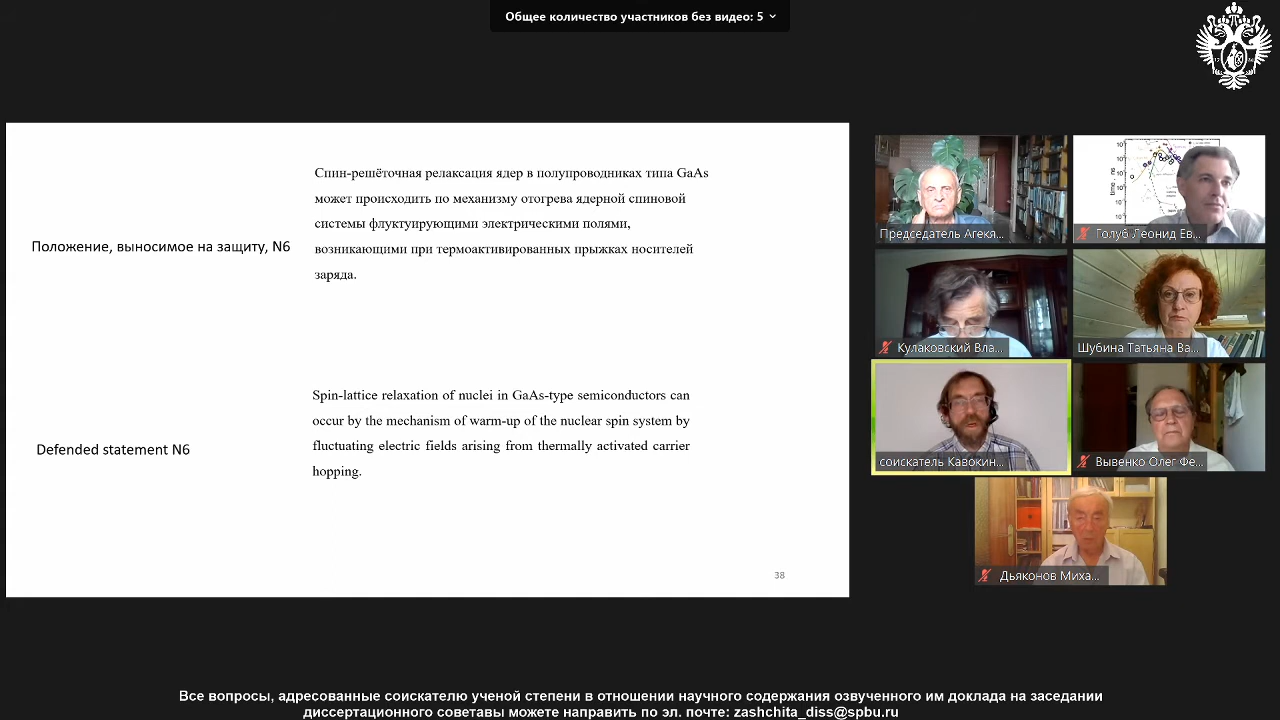 Общее количество участников без видео: 5
Положение, выносимое на защиту, N6
Спин-решёточная релаксация ядер в полупроводниках типа GaAs
может происходить по механизму отогрева ядерной спиновой
системы флуктуирующими электрическими полями,
возникающими при термоактивированных прыжках носителей
заряда.
Defended statement N6
Spin-lattice relaxation of nuclei in GaAs-type semiconductors can
occur by the mechanism of warm-up of the nuclear spin system by
fluctuating electric fields arising from thermally activated carrier
hopping.
38
Председатель Агекя...
Голуб Леонид Ев...
Кулаковский Вла...
Шубина Татьяна Ва...
соискатель Кавокин...
Вывенко Олег Фе...
Дьяконов Миха...
Все вопросы, адресованные соискателю ученой степени в отношении научного содержания озвученного им доклада на заседании
диссертационного советавы можете направить по эл. почте: zashchita_diss@spbu.ru